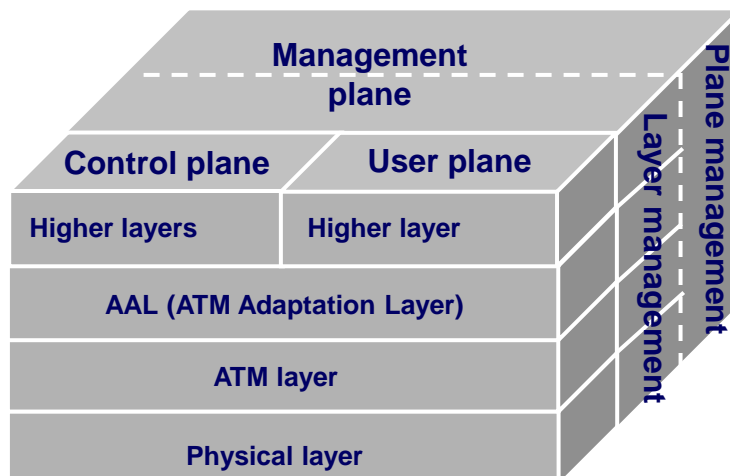 Management
plane
Control plane
User plane
Higher layers
Higher layer
AAL (ATM Adaptation Layer)
ATM layer
Physical layer
Layer management
Plane management